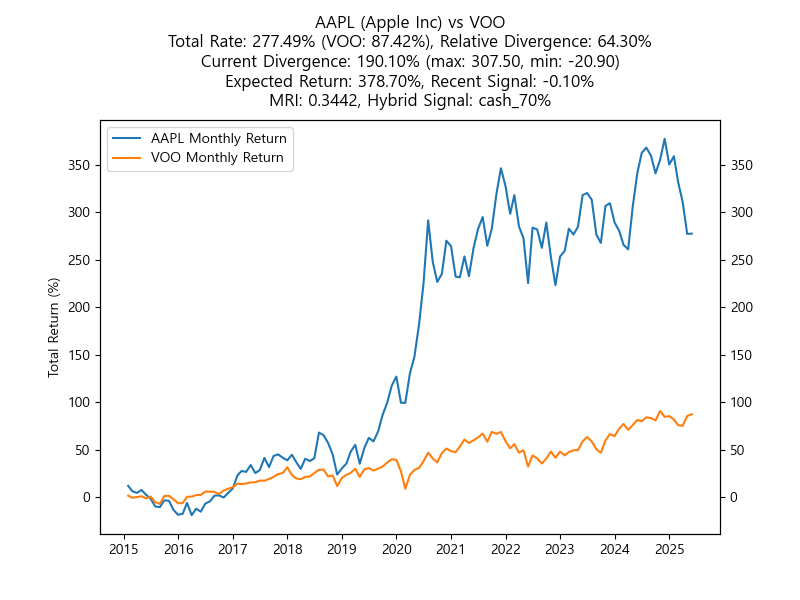 AAPL (Apple Inc) vs VOO
Total Rate: 277.49% (VOO: 87.42%), Relative Divergence: 64.30%
Current Divergence: 190.10% (max: 307.50, min: -20.90)
Expected Return: 378.70%, Recent Signal: -0.10%
MRI: 0.3442, Hybrid Signal: cash_70%
AAPL Monthly Return
VOO Monthly Return
Total Return (%)
350
300
250
200
150
100
50
0
350
300
250
200
150
100
50
0
2015 2016 2017 2018 2019 2020 2021 2022 2023 2024 2025